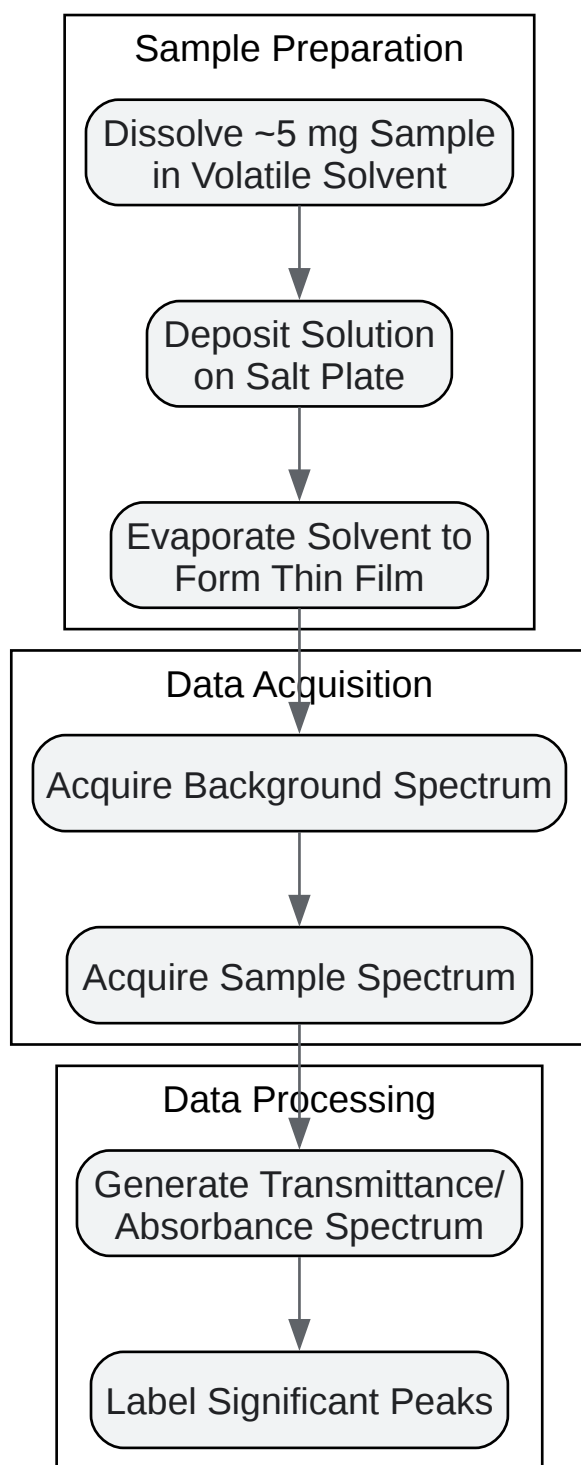 Sample Preparation
Dissolve ~5 mg Sample
in Volatile Solvent
Deposit Solution
on Salt Plate
Evaporate Solvent to
Form Thin Film
Data Acquisition
Acquire Background Spectrum
Acquire Sample Spectrum
Data Processing
Generate Transmittance/
Absorbance Spectrum
Label Significant Peaks